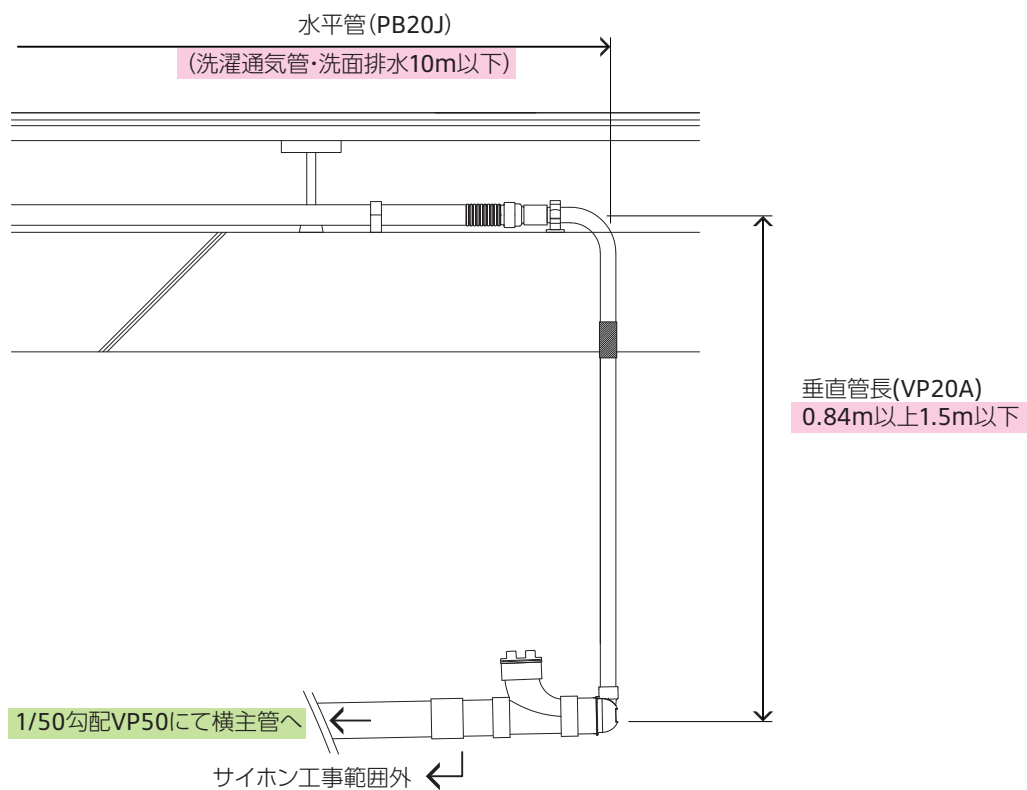 水平管(PB20J)
(洗濯通気管・洗面排水10m以下)
垂直管長(VP20A)
0.84m以上1.5m以下
1/50勾配VP50にて横主管へ
サイホン工事範囲外